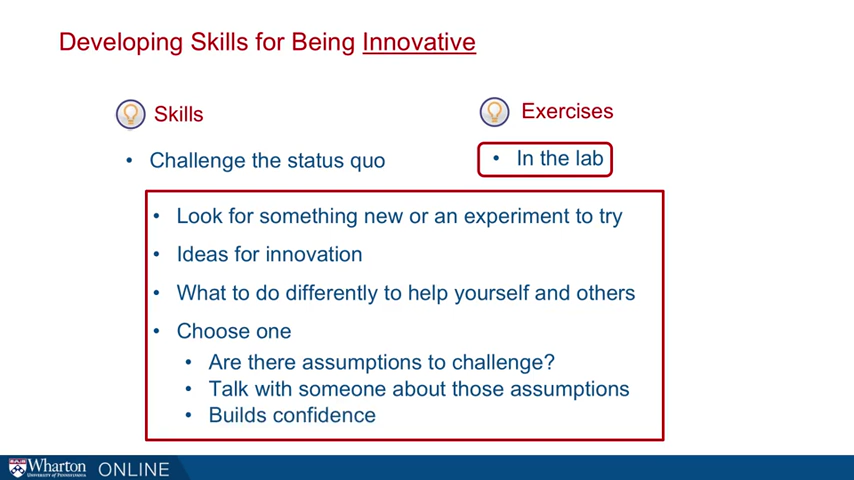 Developing Skills for Being Innovative
Skills
Exercises
• Challenge the status quo
• In the lab
• Look for something new or an experiment to try
• Ideas for innovation
• What to do differently to help yourself and others
• Choose one
• Are there assumptions to challenge?
• Talk with someone about those assumptions
• Builds confidence
Wharton ONLINE
UNIVERSITY of PENNSYLVANIA